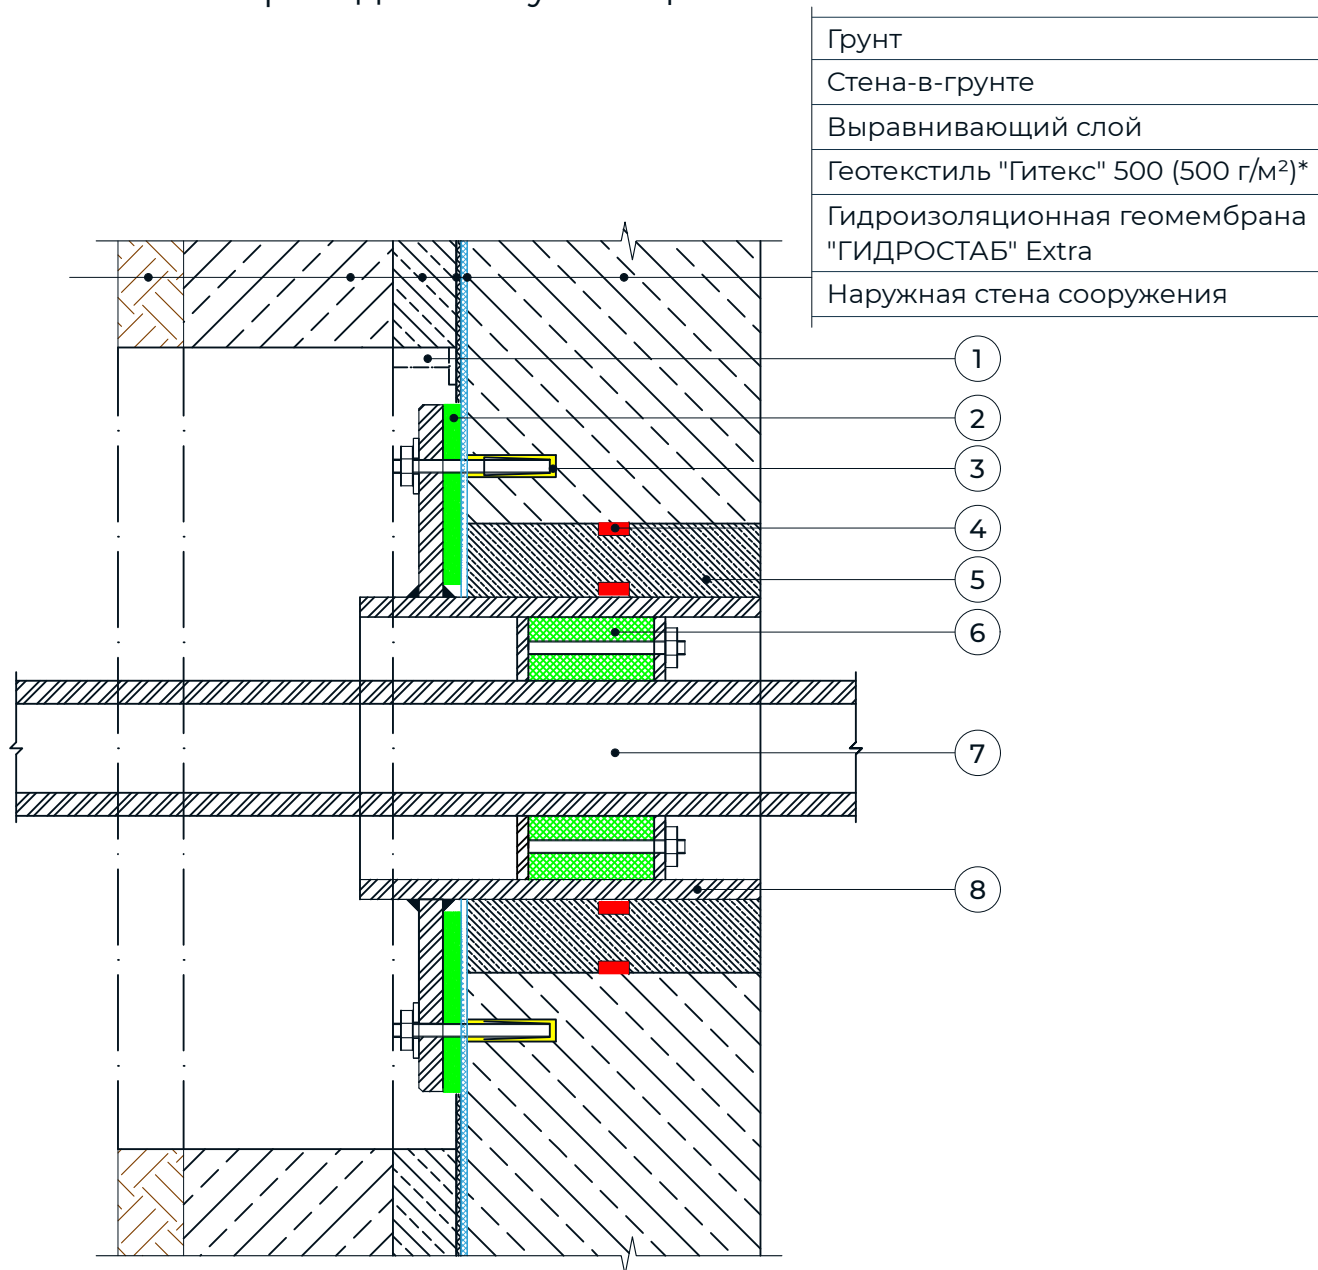 Грунт
Стена-в-грунте
Выравнивающий слой
Геотекстиль "Гитекс" 500 (500 г/м²)*
Гидроизоляционная геомембрана
"ГИДРОСТАБ" Extra
Наружная стена сооружения
1
2
3
4
5
6
7
8